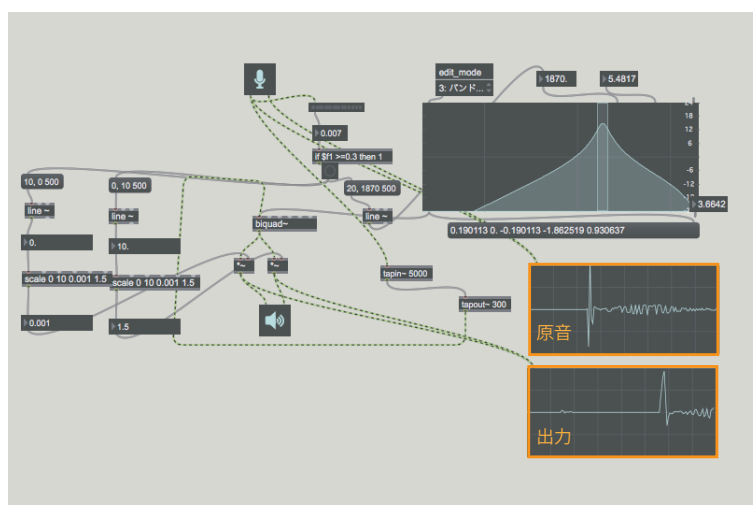 edit_mode
3: バンド...
1870.
5.4817
24
18
12
6
-6
-12
3.6642
0.007
if $f1 >=0.3 then 1
10, 0 500
0, 10 500
20, 1870 500
line ~
line ~
line ~
biquad~
0.190113 0. -0.190113 -1.862519 0.930637
0.
10.
*~
*~
tapin~ 5000
scale 0 10 0.001 1.5
scale 0 10 0.001 1.5
tapout~ 300
0.001
1.5
原音
出力